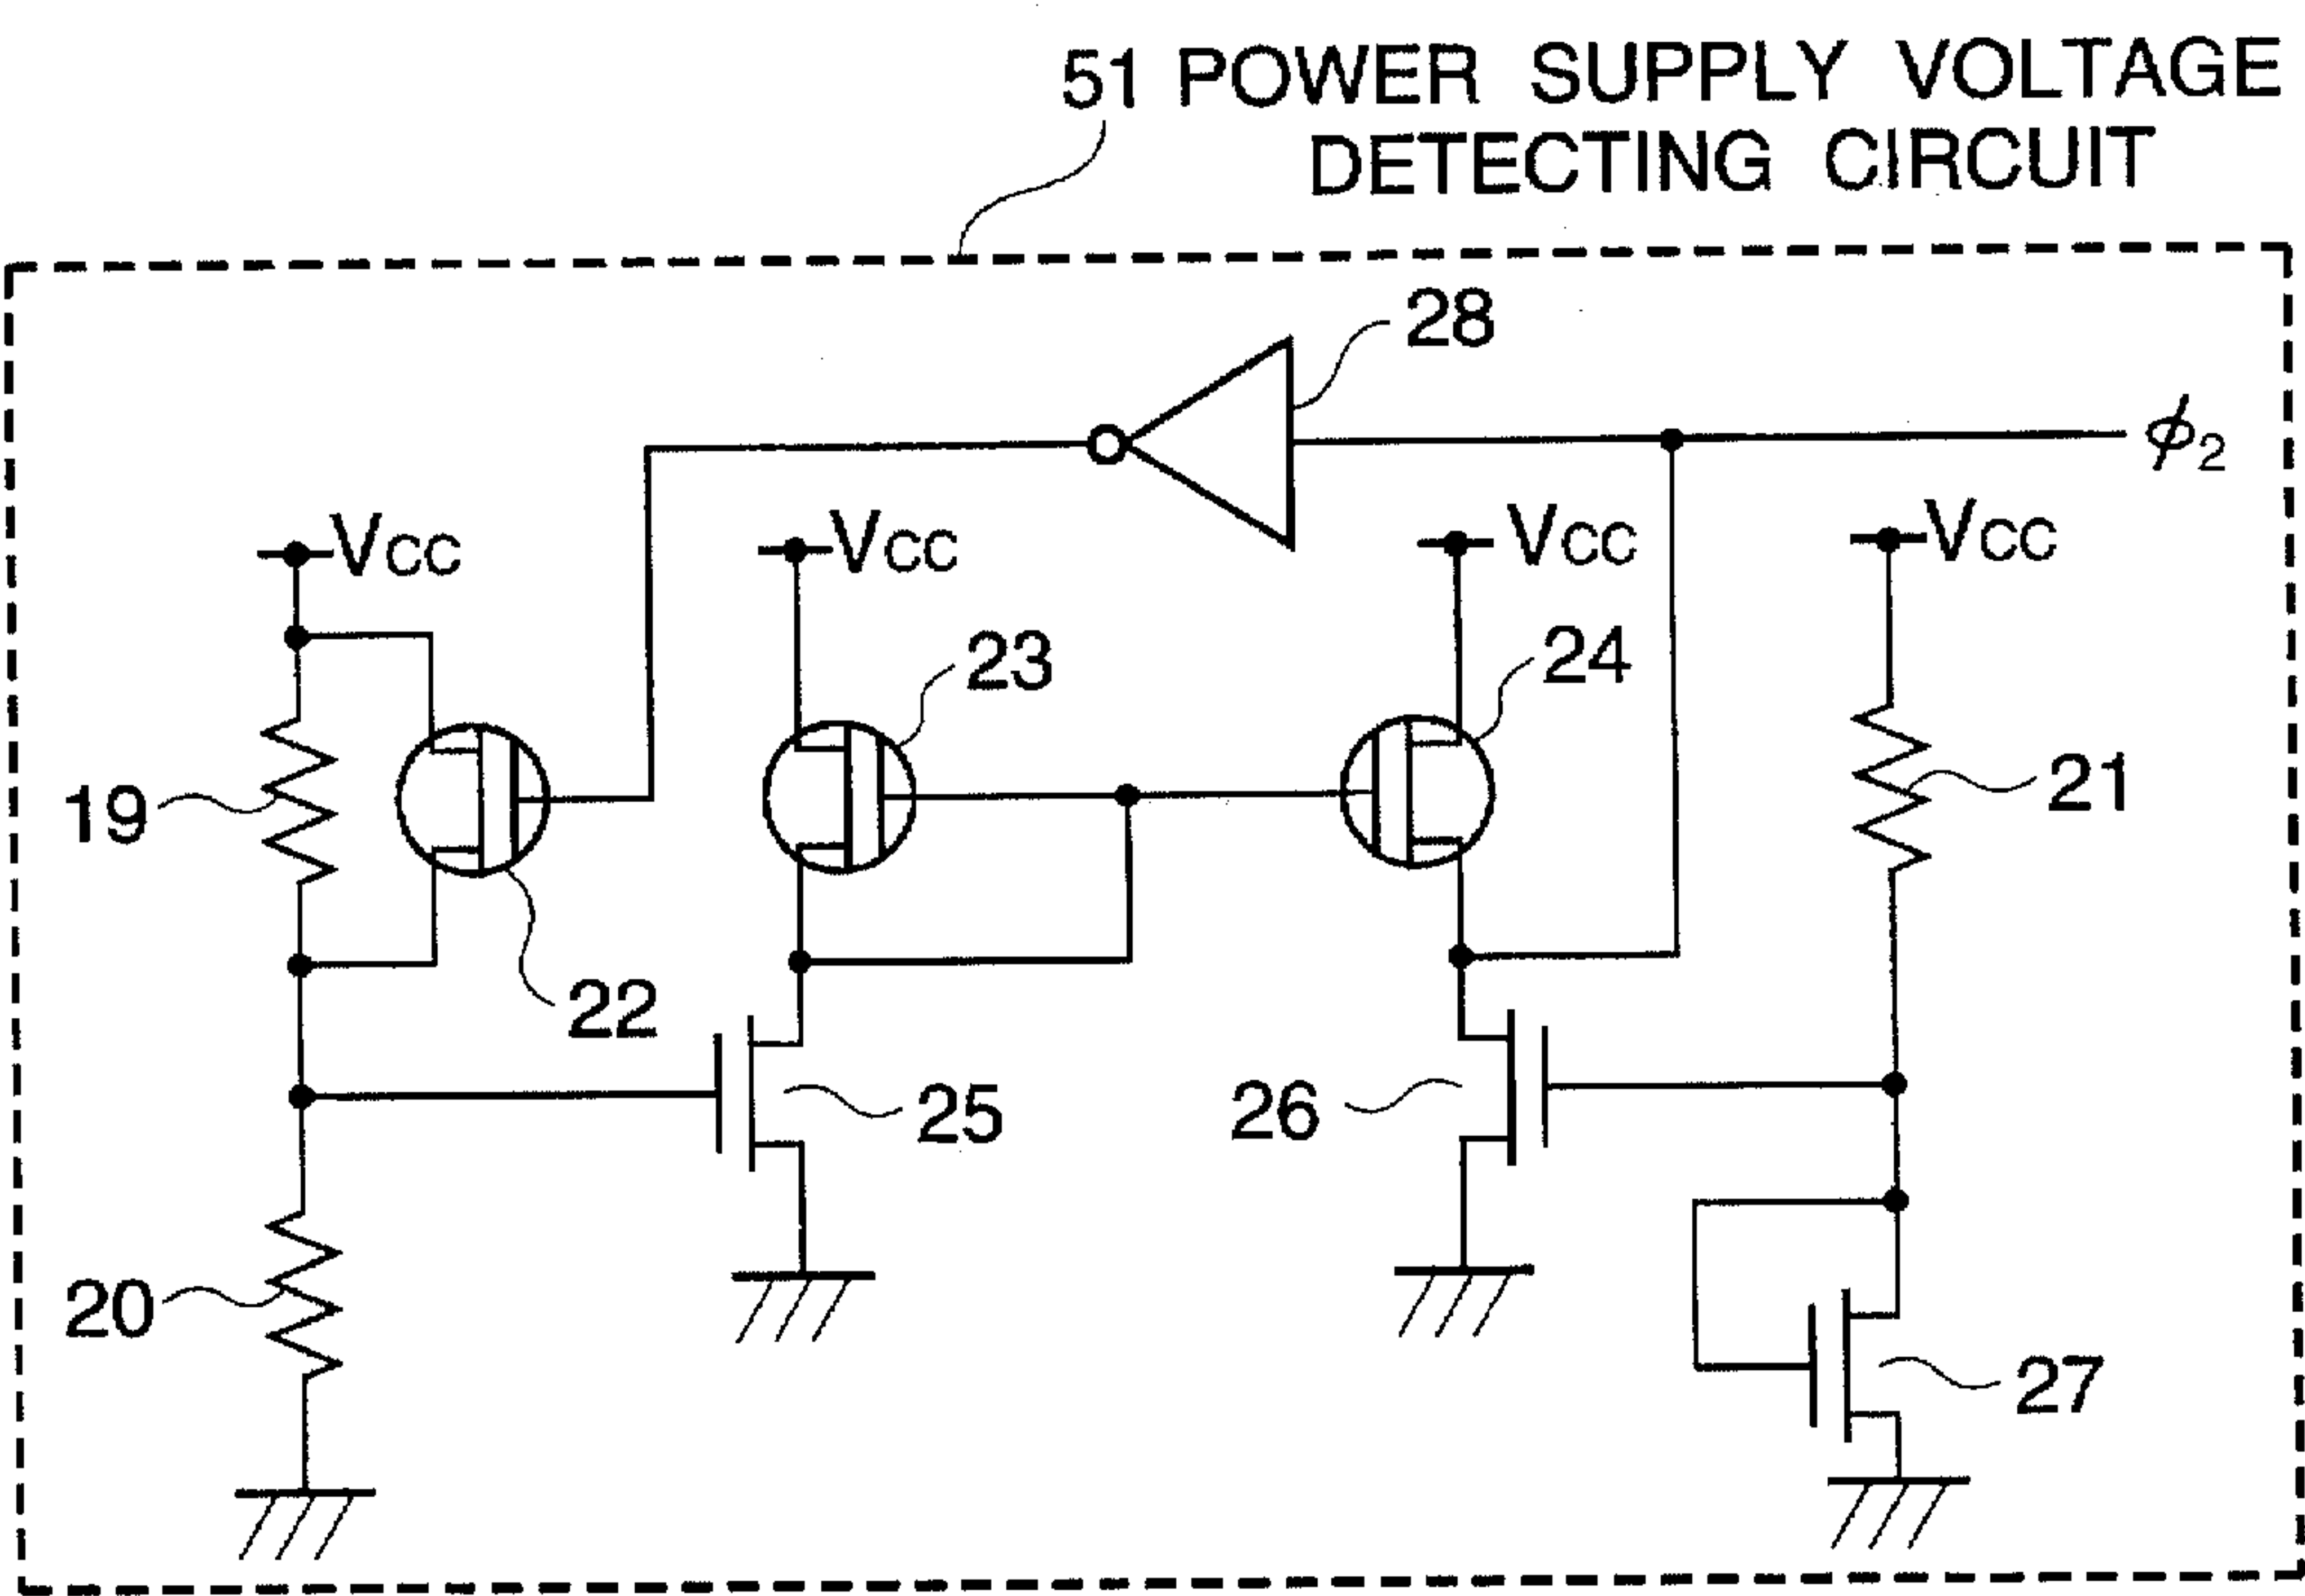 51 POWER SUPPLY VOLTAGE
DETECTING CIRCUIT
28
ϕ2
VCC
VCC
VCC
VCC
23
24
19
21
22
25
26
20
27